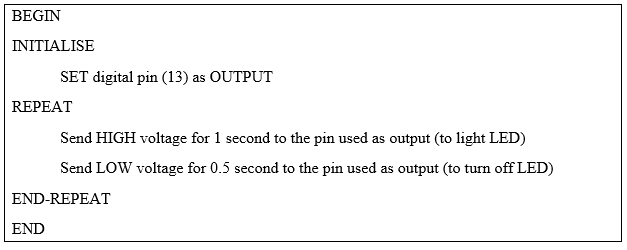 BEGIN
INITIALISE
SET digital pin (13) as OUTPUT
REPEAT
Send HIGH voltage for 1 second to the pin used as output (to light LED)
Send LOW voltage for 0.5 second to the pin used as output (to turn off LED)
END-REPEAT
END